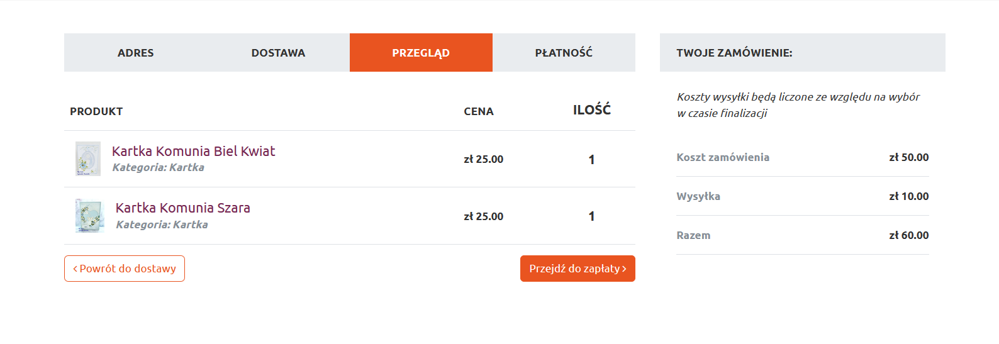 ADRES
DOSTAWA
PRZEGLĄD
PŁATNOŚĆ
PRODUKT
CENA
ILOŚĆ
Kartka Komunia Biel Kwiat
Kategoria: Kartka
zł 25.00
1
Kartka Komunia Szara
Kategoria: Kartka
zł 25.00
1
‹ Powrót do dostawy
Przejdź do zapłaty ›
TWOJE ZAMÓWIENIE:
Koszty wysyłki będą liczone ze względu na wybór
w czasie finalizacji
Koszt zamówienia
zł 50.00
Wysyłka
zł 10.00
Razem
zł 60.00